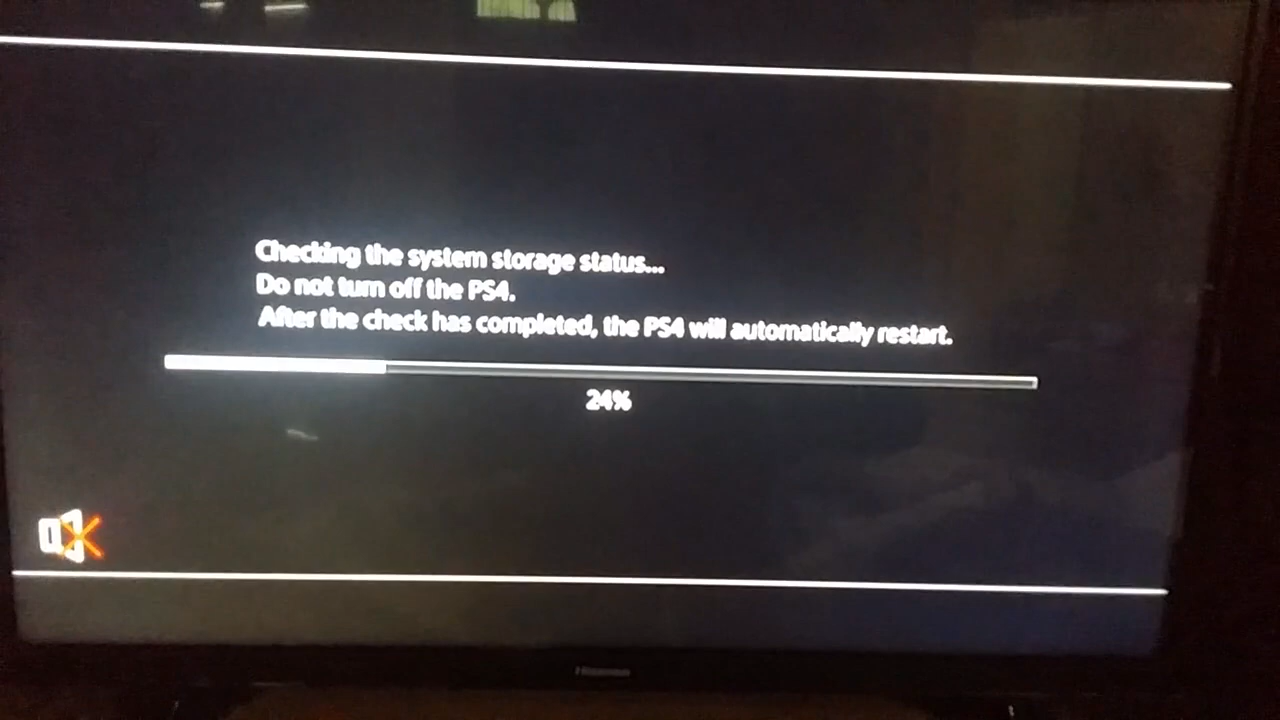 Checking the system storage status...
Do not turn off the PS4.
After the check has completed, the PS4 will automatically restart.
24%
Hisense